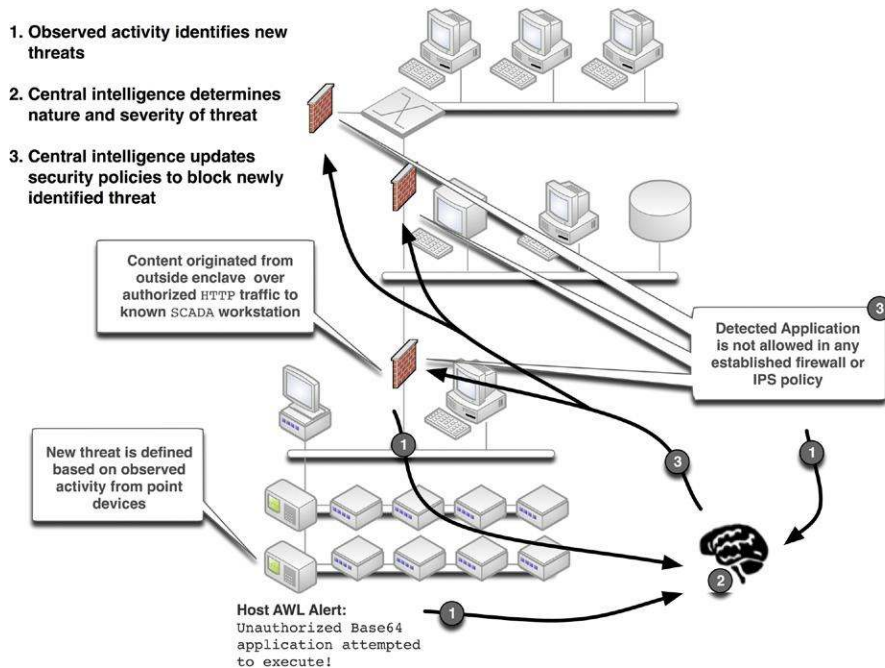 1. Observed activity identifies new
threats
2. Central intelligence determines
nature and severity of threat
3. Central intelligence updates
security policies to block newly
identified threat
Content originated from
outside enclave over
authorized HTTP traffic to
known SCADA workstation
3
Detected Application
is not allowed in any
established firewall or
IPS policy
New threat is defined
based on observed
activity from point
devices
1
3
1
2
Host AWL Alert:
Unauthorized Base64
application attempted
to execute!
1